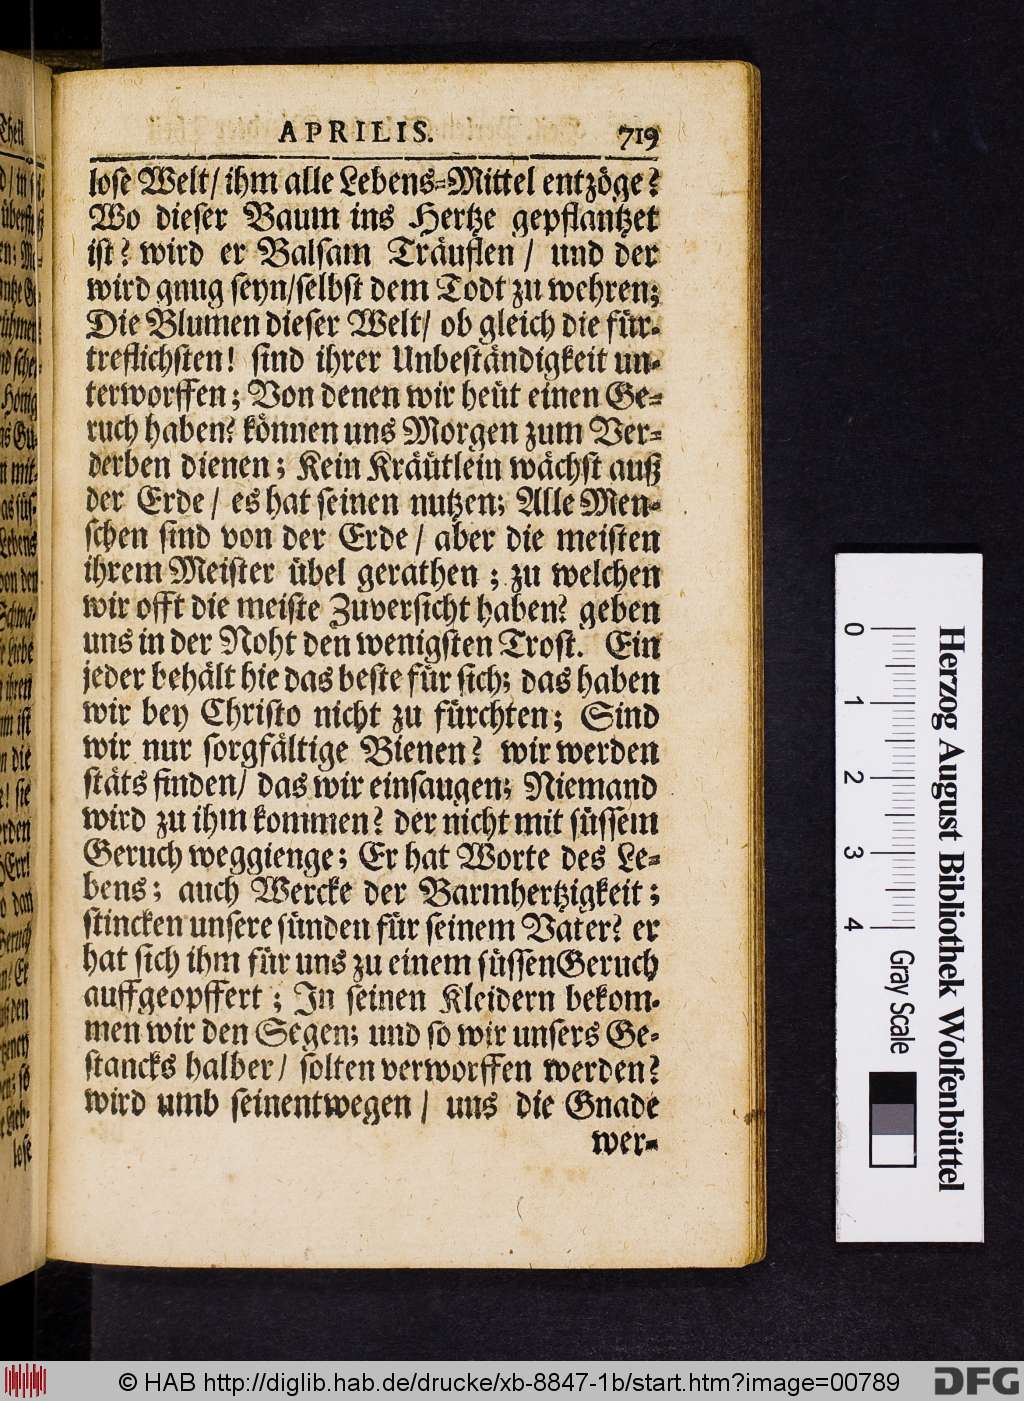 APRILIS. 719
lose Welt/ ihm alle Lebens-Mittel entzöge?
Wo dieser Baum ins Hertze gepflantzet
ist? wird er Balsam Träuflen / und der
wird gnug seyn/selbst dem Todt zu wehren;
Die Blumen dieser Welt/ ob gleich die für-
treflichsten! sind ihrer Unbeständigkeit un-
terworffen; Von denen wir heüt einen Ge-
ruch haben? können uns Morgen zum Ver-
derben dienen; Kein Kräütlein wächst auß
der Erde/ es hat seinen nutzen; Alle Men-
schen sind von der Erde/ aber die meisten
ihrem Meister übel gerathen; zu welchen
wir offt die meiste Zuversicht haben? geben
uns in der Noht den wenigsten Trost. Ein
jeder behält hie das beste für sich; das haben
wir bey Christo nicht zu fürchten; Sind
wir nur sorgfältige Bienen? wir werden
stäts finden/ das wir einsaugen; Niemand
wird zu ihm kommen? der nicht mit süssem
Geruch weggienge; Er hat Worte des Le-
bens; auch Wercke der Barmhertzigkeit;
stincken unsere sünden für seinem Vater? er
hat sich ihm für uns zu einem süssen Geruch
auffgeopffert; In seinen Kleidern bekom-
men wir den Segen; und so wir unsers Ge-
stancks halber/ solten verworffen werden?
wird umb seinentwegen / uns die Gnade
wer-
0 1 2 3 4
Gray Scale
Herzog August Bibliothek Wolfenbüttel
© HAB http://diglib.hab.de/drucke/xb-8847-1b/start.htm?image=00789
DFG